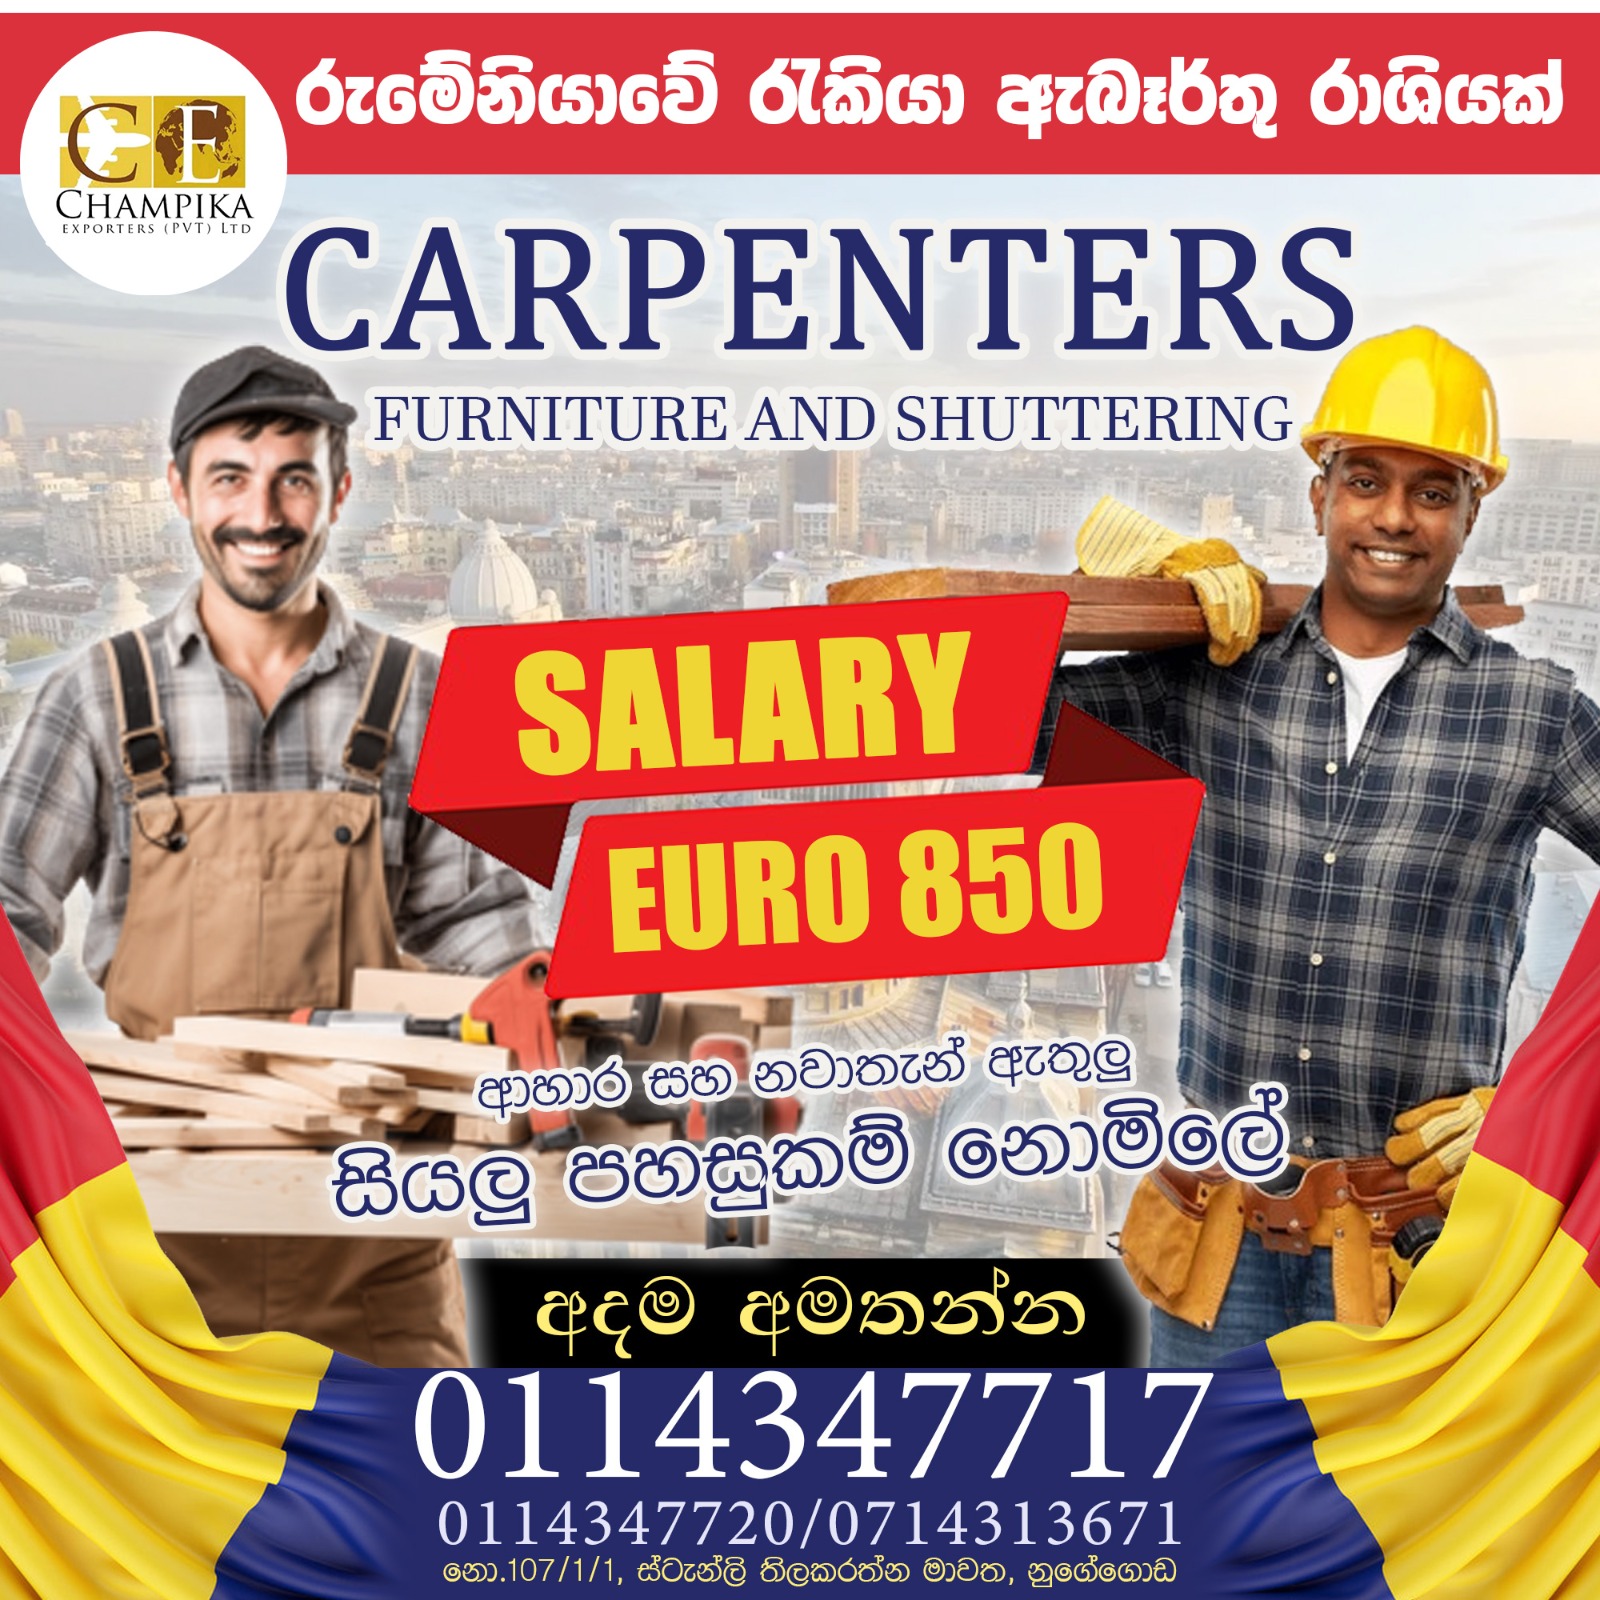 රුමේනියාවේ රැකියා ඇබෑර්තු රාශියක්
CE
CHAMPIKA
EXPORTERS (PVT) LTD
CARPENTERS
FURNITURE AND SHUTTERING
SALARY
EURO 850
ආහාර සහ නවාතැන් ඇතුලු
සියලු පහසුකම් නොමිලේ
අදම අමතන්න
0114347717
0114347720/0714313671
නො.107/1/1, ස්ටැන්ලි තිලකරත්න මාවත, නුගේගොඩ